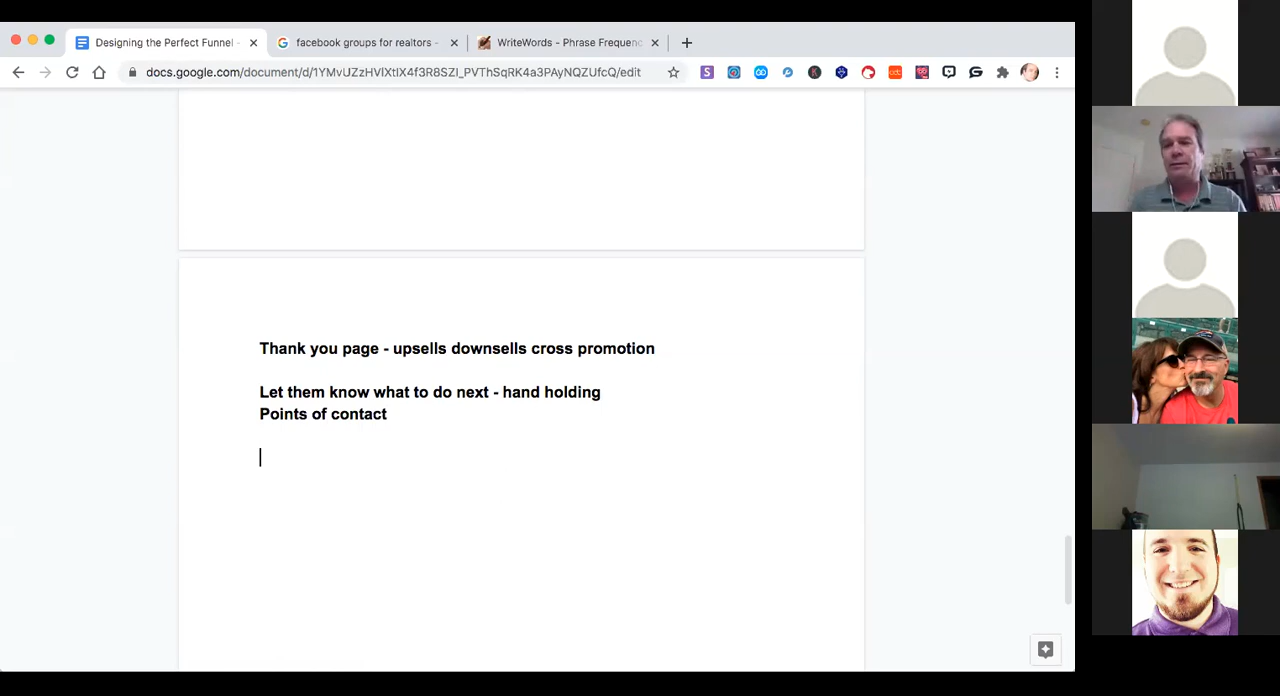 Designing the Perfect Funnel -
facebook groups for realtors -
WriteWords - Phrase Frequenc
docs.google.com/document/d/1YMvUZzHVlXtIX4f3R8SZI_PVThSqRK4a3PAyNQZUfcQ/edit
Thank you page - upsells downsells cross promotion
Let them know what to do next - hand holding
Points of contact